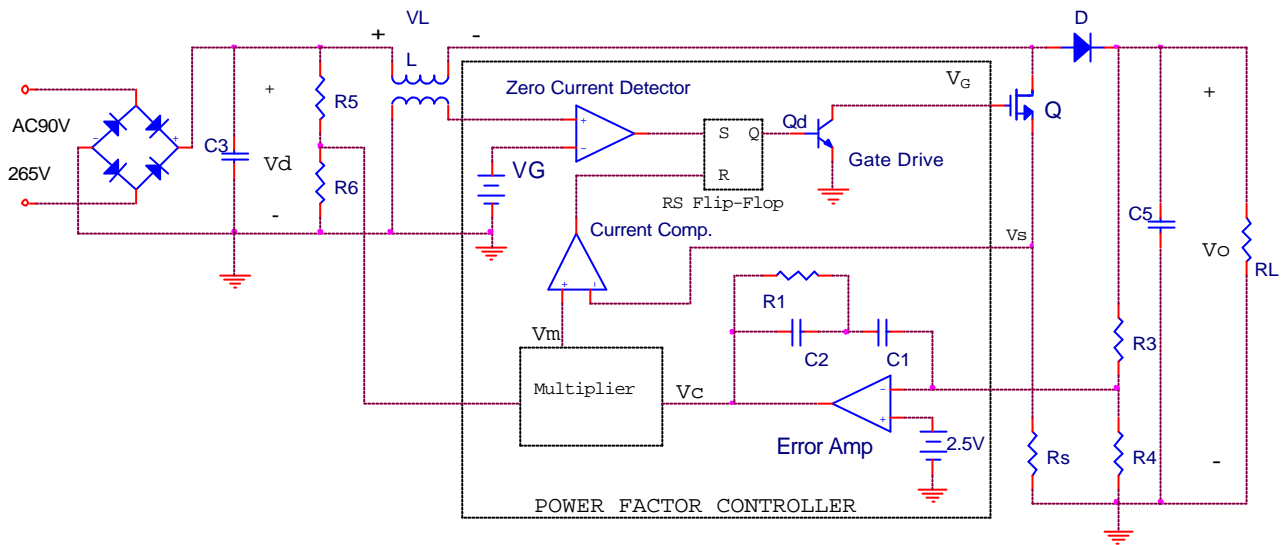 VL
D
+
-
L
V_G
Zero Current Detector
+
R5
Q
AC90V
Qd
+
+
S
Q
C3
-
Vd
Gate Drive
265V
VG
R
R6
C5
RS Flip-Flop
-
Current Comp.
Vs
Vo
RL
+
-
R1
Vm
R3
C2
C1
Multiplier
Vc
-
+
Error Amp
2.5V
Rs
R4
-
POWER FACTOR CONTROLLER